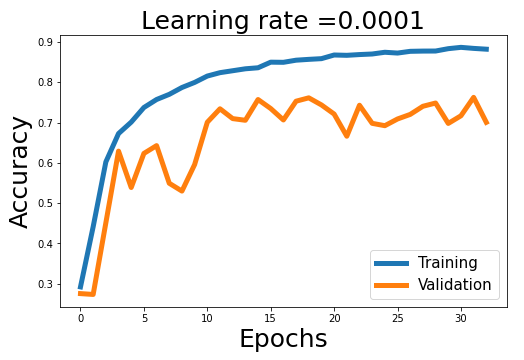 Learning rate =0.0001
0.9
0.8
0.7
0.6
0.5
0.4
0.3
Accuracy
Training
Validation
0 5 10 15 20 25 30
Epochs